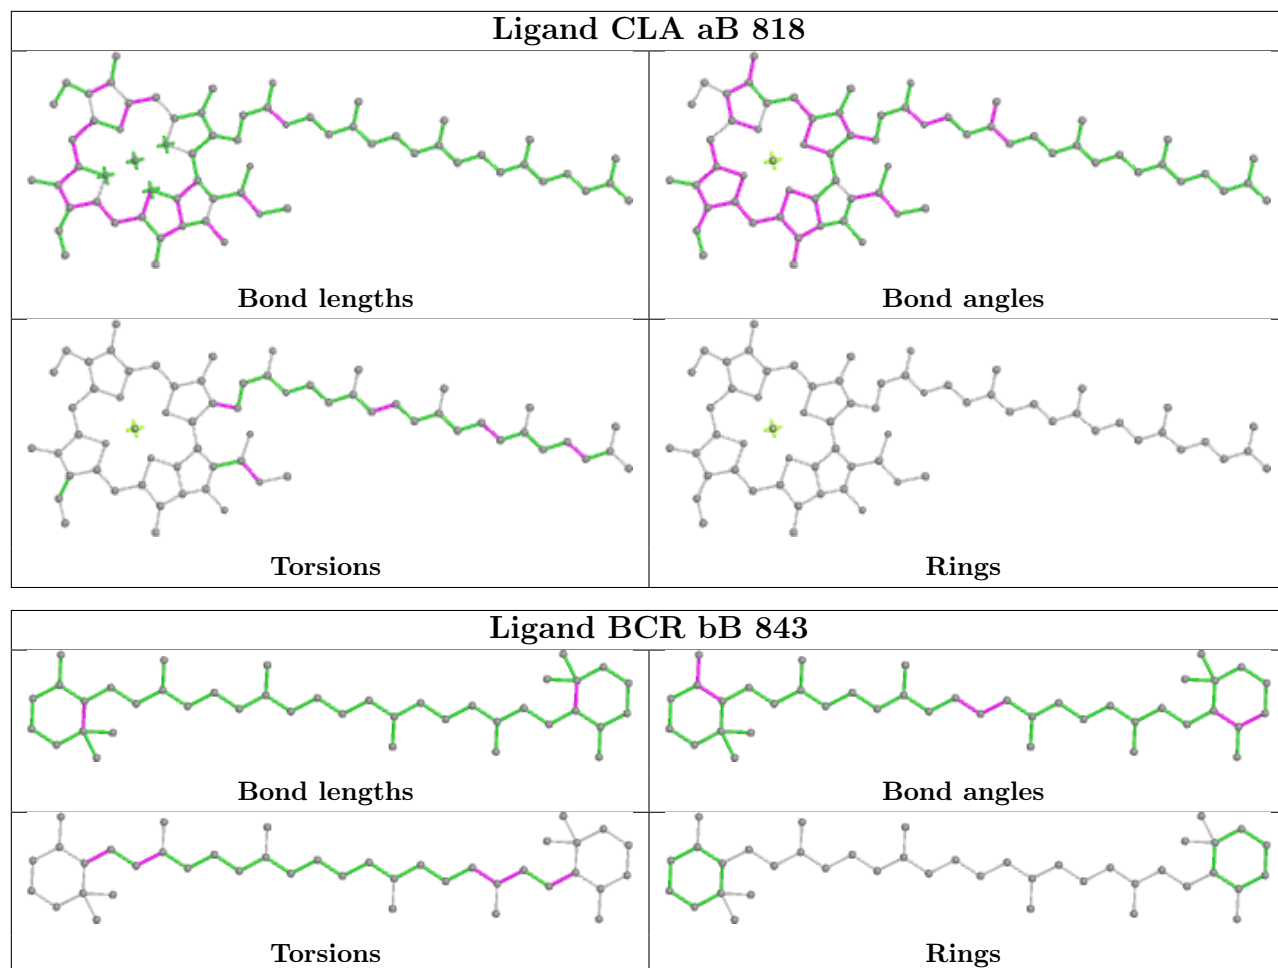 Ligand CLA aB 818
Bond lengths
Bond angles
Torsions
Rings
Ligand BCR bB 843
Bond lengths
Bond angles
Torsions
Rings